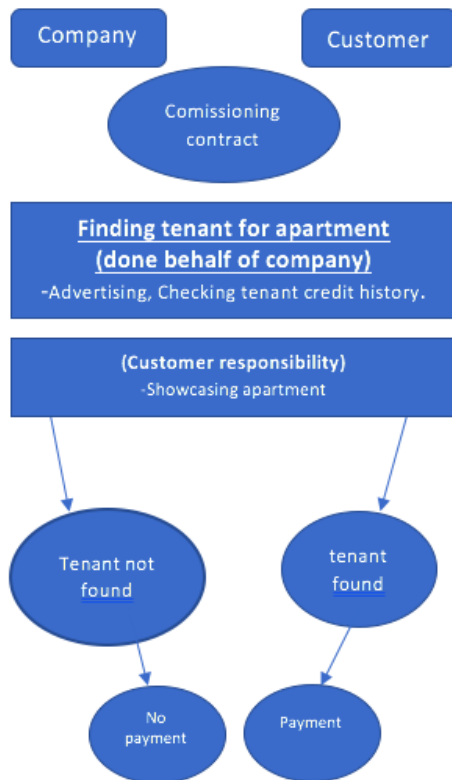 Company
Customer
Comissioning
contract
Finding tenant for apartment
(done behalf of company)
-Advertising, Checking tenant credit history.
(Customer responsibility)
-Showcasing apartment
Tenant not
found
tenant
found
No
payment
Payment